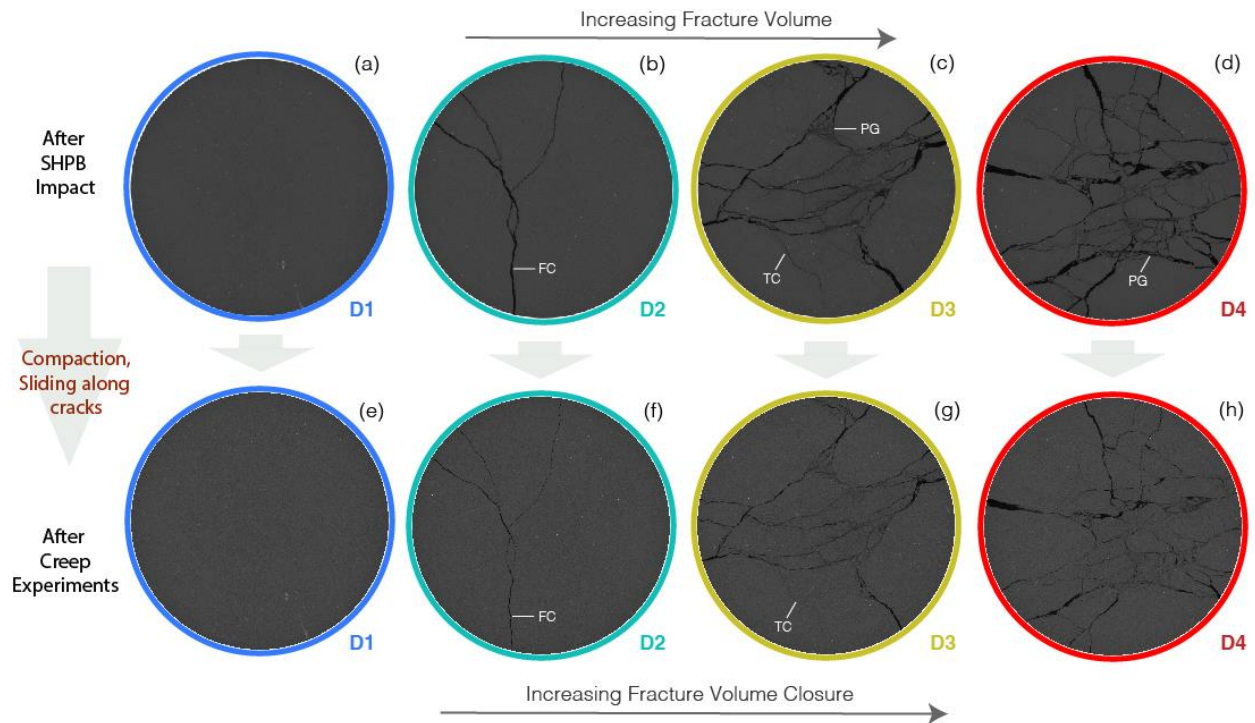 Increasing Fracture Volume
(a)
(b)
(c)
(d)
After
SHPB
Impact
PG
FC
TC
PG
D1
D2
D3
D4
Compaction,
Sliding along
cracks
(e)
(f)
(g)
(h)
After
Creep
Experiments
FC
TC
D1
D2
D3
D4
Increasing Fracture Volume Closure